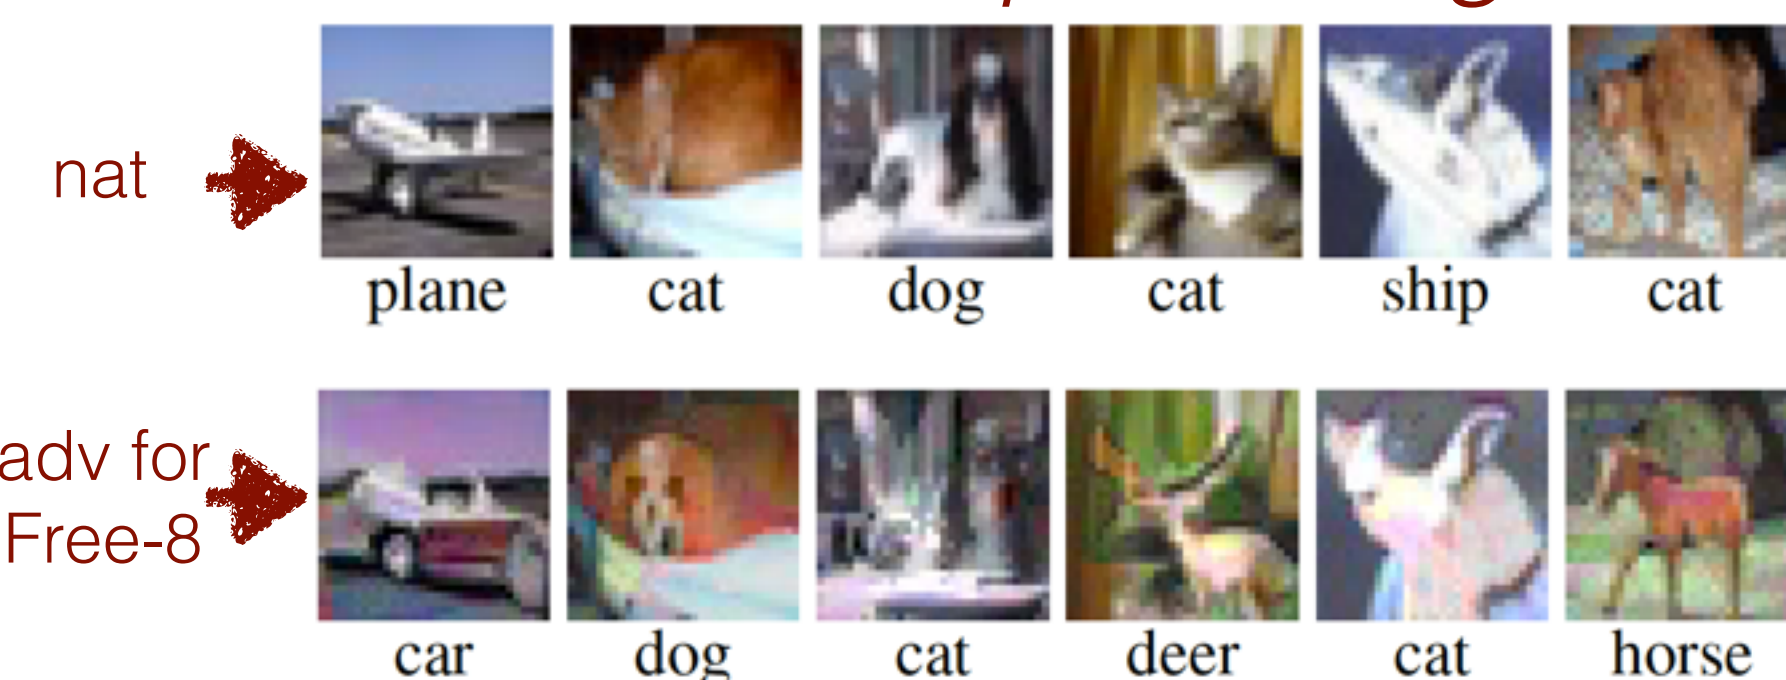 nat
plane cat dog cat ship cat
adv for
Free-8
car dog cat deer cat horse